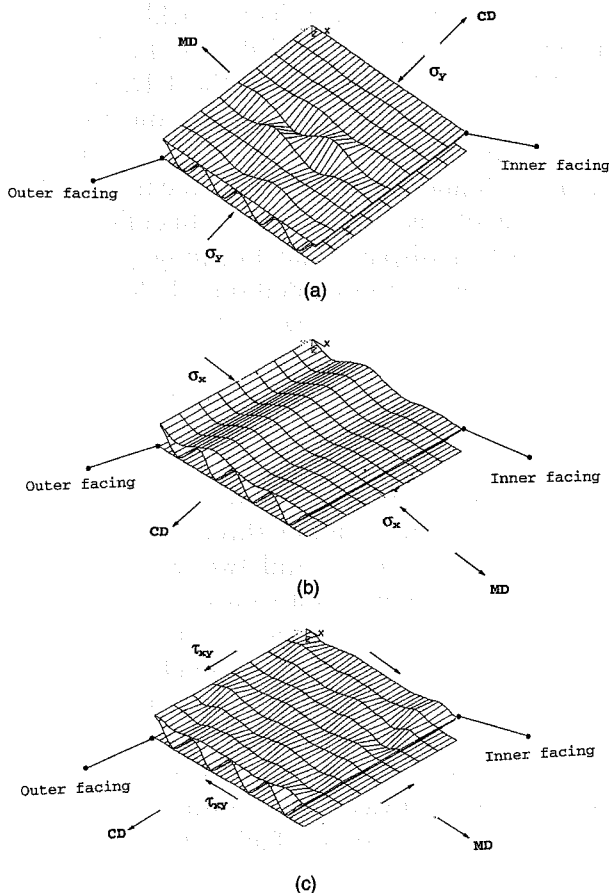 x
z
CD
MD
σy
Outer facing
Inner facing
σy
(a)
x
z
σx
Outer facing
Inner facing
CD
σx
MD
(b)
x
z
τxy
Outer facing
Inner facing
τxy
CD
MD
(c)